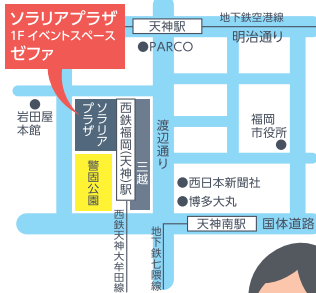 ソラリアプラザ
1F イベントスペース
ゼファ
地下鉄空港線
天神駅
明治通り
●PARCO
岩田屋
本館
ソラリア
プラザ
西鉄福岡(天神)駅
三越
渡辺通り
福岡
市役所
警固公園
●西日本新聞社
●博多大丸
天神南駅
国体道路
西鉄天神大牟田線
地下鉄七隈線